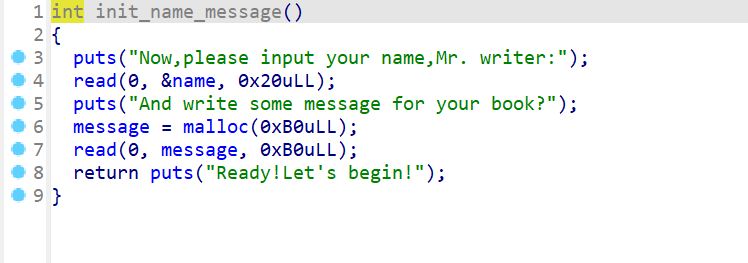 1 int init_name_message()
2 {
3   puts("Now,please input your name,Mr. writer:");
4   read(0, &name, 0x20uLL);
5   puts("And write some message for your book?");
6   message = malloc(0xB0uLL);
7   read(0, message, 0xB0uLL);
8   return puts("Ready!Let's begin!");
9 }